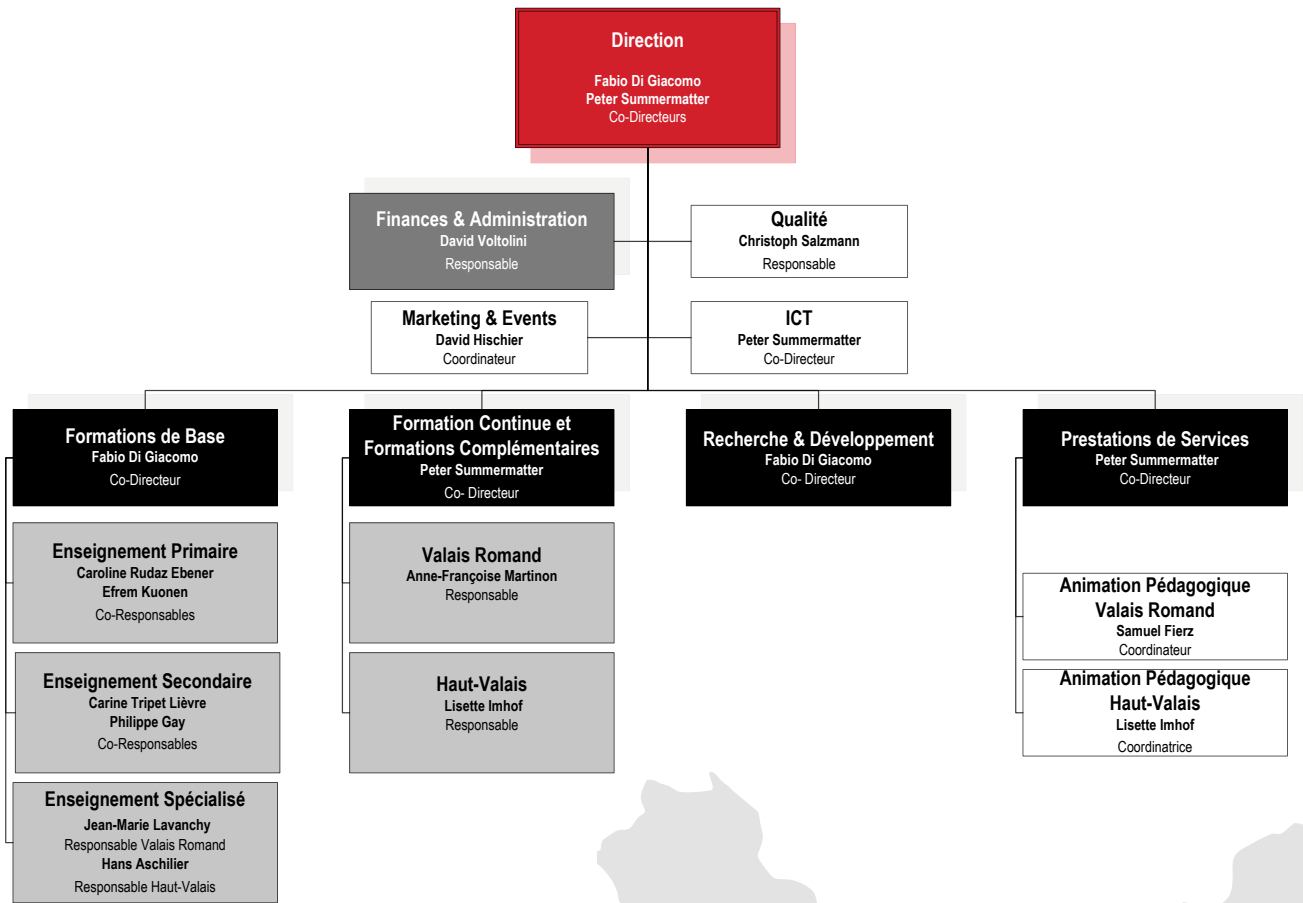 Direction
Fabio Di Giacomo
Peter Summermatter
Co-Directeurs
Finances & Administration
David Voltolini
Responsable
Qualité
Christoph Salzmann
Responsable
Marketing & Events
David Hischier
Coordinateur
ICT
Peter Summermatter
Co-Directeur
Formations de Base
Fabio Di Giacomo
Co-Directeur
Formation Continue et
Formations Complémentaires
Peter Summermatter
Co- Directeur
Recherche & Développement
Fabio Di Giacomo
Co- Directeur
Prestations de Services
Peter Summermatter
Co-Directeur
Enseignement Primaire
Caroline Rudaz Ebener
Efrem Kuonen
Co-Responsables
Enseignement Secondaire
Carine Tripet Lièvre
Philippe Gay
Co-Responsables
Enseignement Spécialisé
Jean-Marie Lavanchy
Responsable Valais Romand
Hans Aschilier
Responsable Haut-Valais
Valais Romand
Anne-Françoise Martinon
Responsable
Haut-Valais
Lisette Imhof
Responsable
Animation Pédagogique
Valais Romand
Samuel Fierz
Coordinateur
Animation Pédagogique
Haut-Valais
Lisette Imhof
Coordinatrice